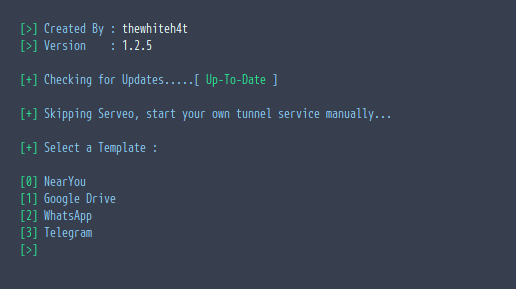 [>] Created By : thewhiteh4t
[>] Version    : 1.2.5
[+] Checking for Updates.....[ Up-To-Date ]
[+] Skipping Serveo, start your own tunnel service manually...
[+] Select a Template :
[0] NearYou
[1] Google Drive
[2] WhatsApp
[3] Telegram
[>]